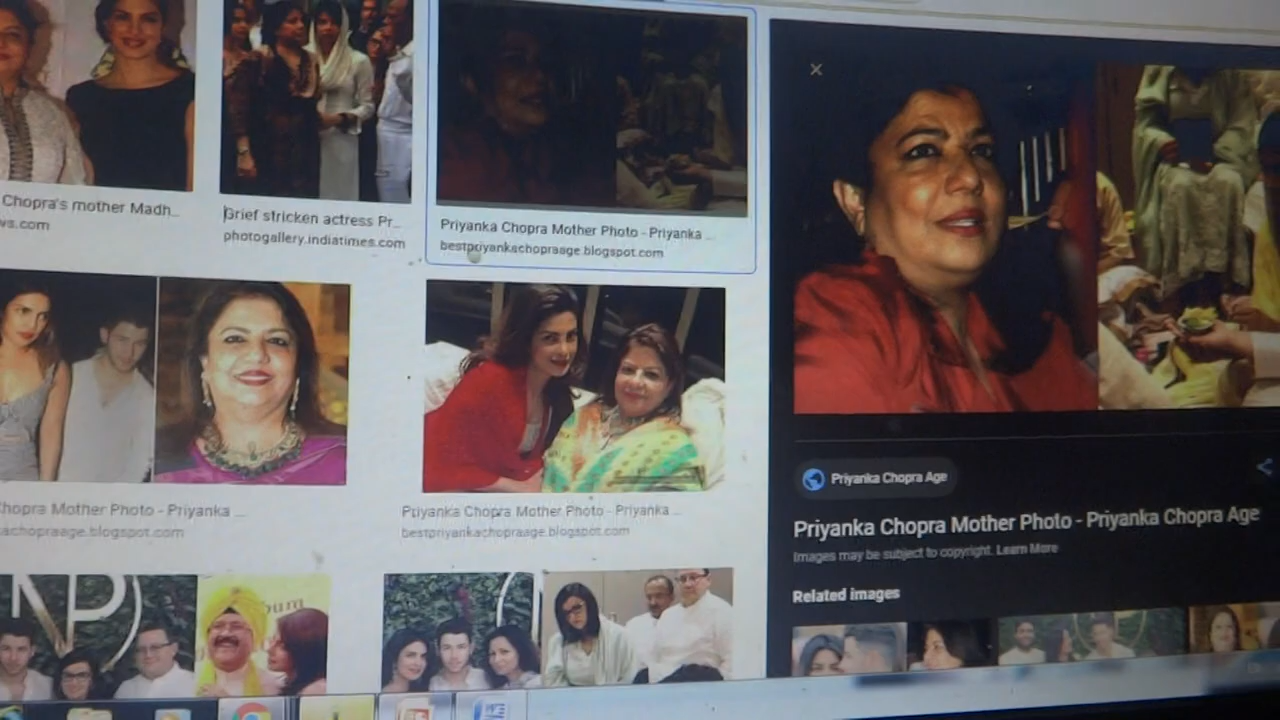 Chopra's mother Madh...
ws.com
Grief stricken actress Pr...
photogallery.indiatimes.com
Priyanka Chopra Mother Photo - Priyanka ...
bestpriyankachopraage.blogspot.com
Chopra Mother Photo - Priyanka ...
kachopraage.blogspot.com
Priyanka Chopra Mother Photo - Priyanka ...
bestpriyankachopraage.blogspot.com
NP
Priyanka Chopra Age
Priyanka Chopra Mother Photo - Priyanka Chopra Age
Images may be subject to copyright. Learn More
Related images